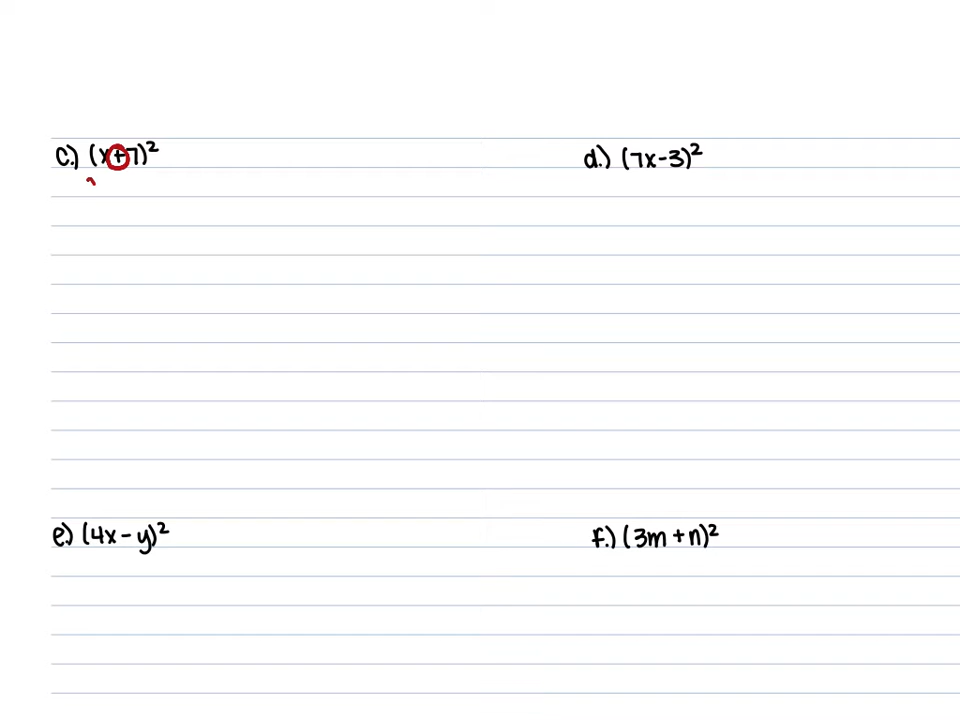 c.) (x+7)²
d.) (7x-3)²
e.) (4x-y)²
f.) (3m+n)²